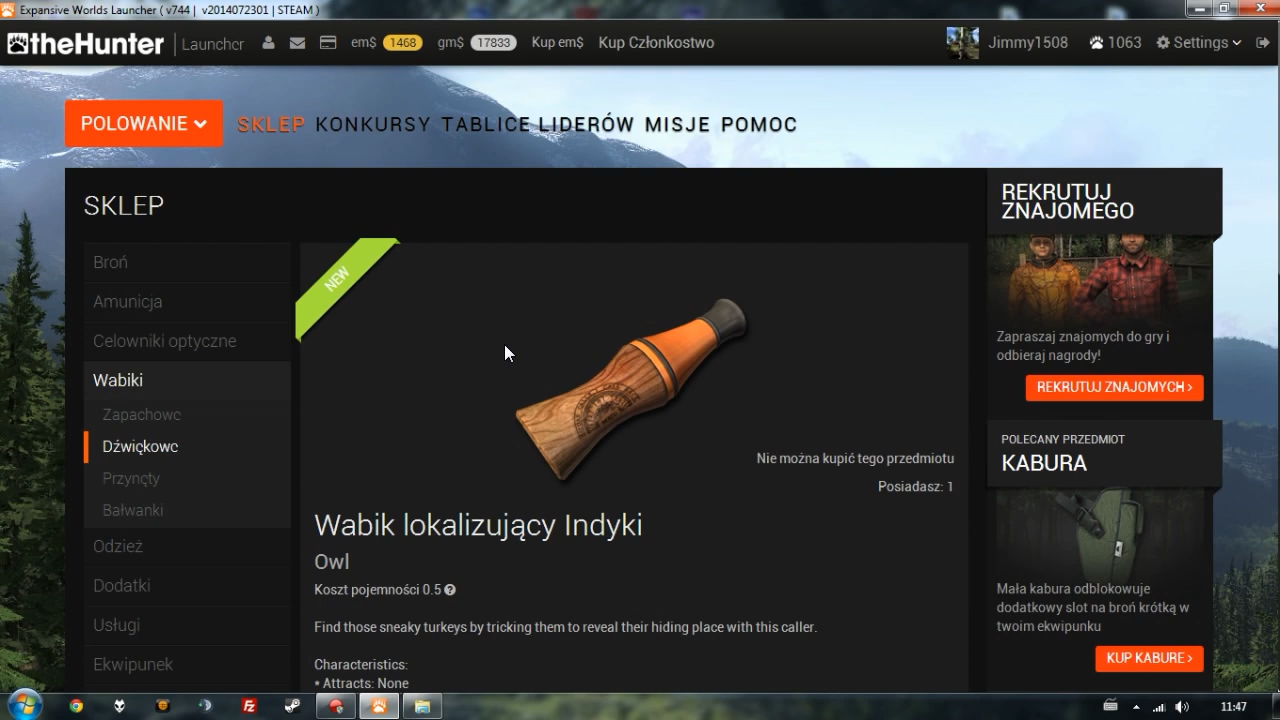 Expansive Worlds Launcher ( v744 | v2014072301 | STEAM )
theHunter Launcher em$ 1468 gm$ 17833 Kup em$ Kup Członkostwo Jimmy1508 1063 Settings
POLOWANIE SKLEP KONKURSY TABLICE LIDERÓW MISJE POMOC
SKLEP
Broń
Amunicja
Celowniki optyczne
Wabiki
Zapachowe
Dźwiękowe
Przynęty
Bałwanki
Odzież
Dodatki
Usługi
Ekwipunek
NEW
Nie można kupić tego przedmiotu
Posiadasz: 1
Wabik lokalizujący Indyki
Owl
Koszt pojemności 0.5 ?
Find those sneaky turkeys by tricking them to reveal their hiding place with this caller.
Characteristics:
* Attracts: None
REKRUTUJ
ZNAJOMEGO
Zapraszaj znajomych do gry i
odbieraj nagrody!
REKRUTUJ ZNAJOMYCH >
POLECANY PRZEDMIOT
KABURA
Mała kabura odblokowuje
dodatkowy slot na broń krótką w
twoim ekwipunku
KUP KABURE >
11:47